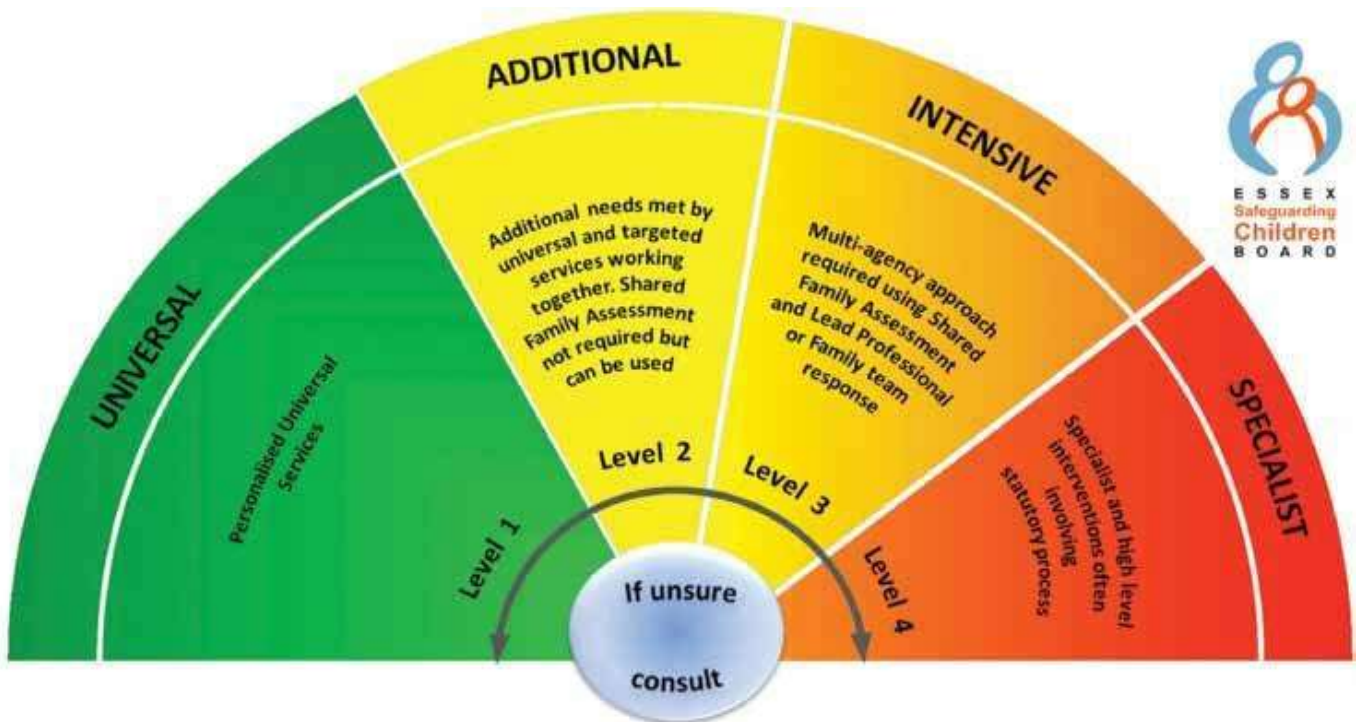 UNIVERSAL
Personalised Universal
Services
Level 1
ADDITIONAL
Additional needs met by
universal and targeted
services working
together. Shared
Family Assessment
not required but
can be used
Level 2
INTENSIVE
Multi-agency approach
required using Shared
Family Assessment
and Lead Professional
or Family team
response
Level 3
SPECIALIST
Specialist and high level
interventions often
involving
statutory process
Level 4
If unsure
consult
ESSEX
Safeguarding
Children
BOARD